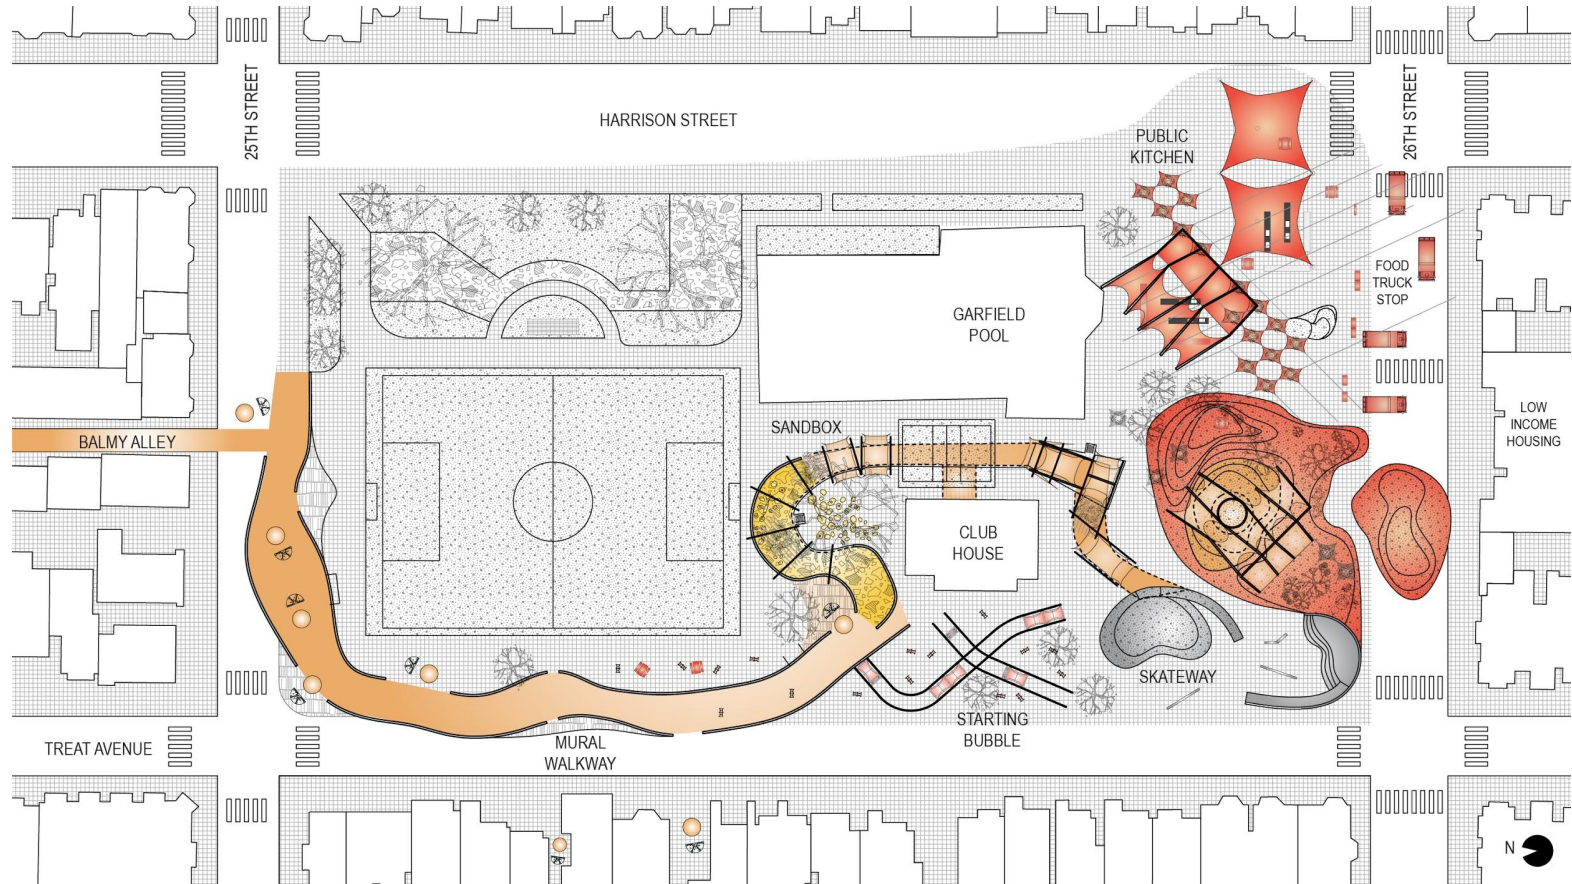 25TH STREET
HARRISON STREET
26TH STREET
PUBLIC
KITCHEN
FOOD
TRUCK
STOP
GARFIELD
POOL
BALMY ALLEY
SANDBOX
LOW
INCOME
HOUSING
CLUB
HOUSE
SKATEWAY
STARTING
BUBBLE
TREAT AVENUE
MURAL
WALKWAY
N